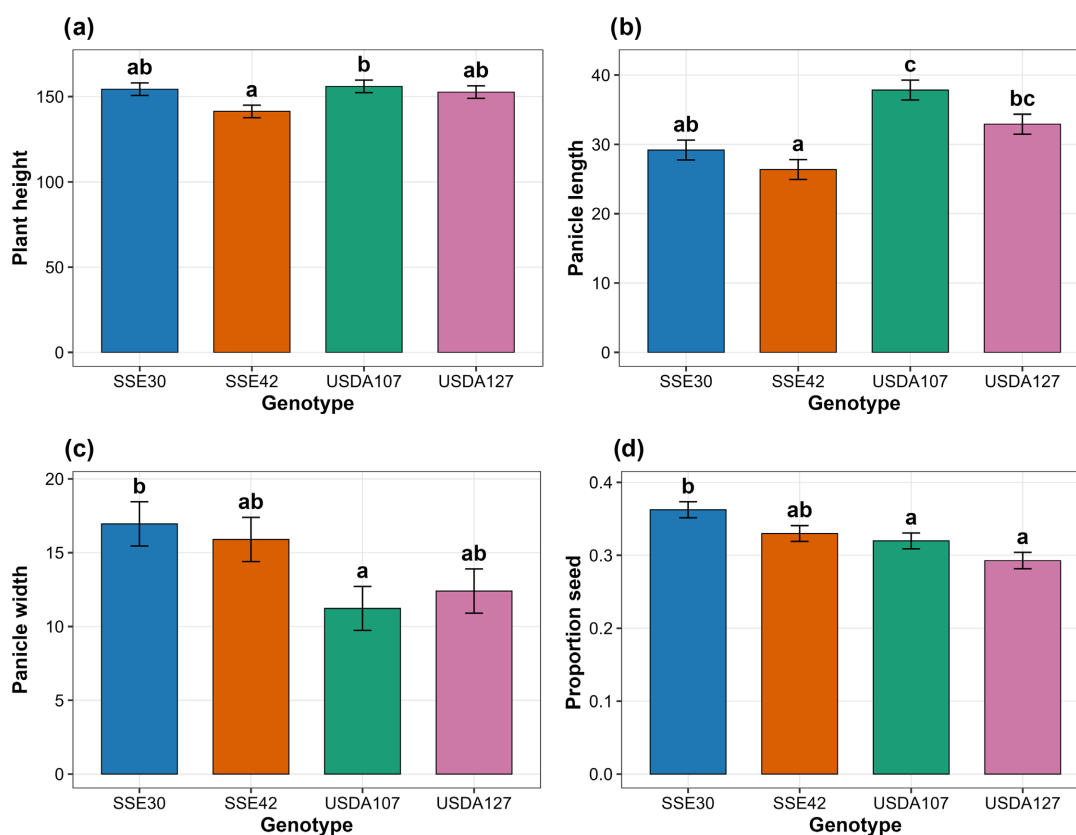 (a)
Plant height
150
100
50
0
ab
a
b
ab
SSE30 SSE42 USDA107 USDA127
Genotype
(b)
Panicle length
40
30
20
10
0
ab
a
c
bc
SSE30 SSE42 USDA107 USDA127
Genotype
(c)
Panicle width
20
15
10
5
0
b
ab
a
ab
SSE30 SSE42 USDA107 USDA127
Genotype
(d)
Proportion seed
0.4
0.3
0.2
0.1
0.0
b
ab
a
a
SSE30 SSE42 USDA107 USDA127
Genotype